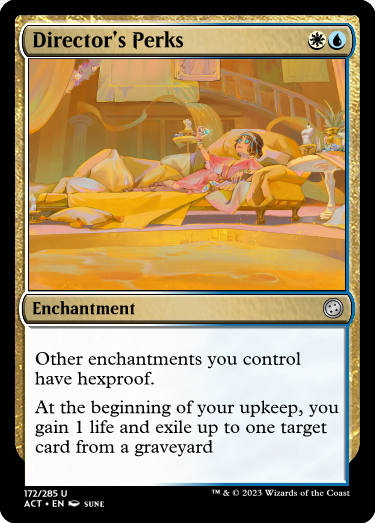 Director's Perks
Enchantment
Other enchantments you control
have hexproof.
At the beginning of your upkeep, you
gain 1 life and exile up to one target
card from a graveyard
172/285 U
ACT • EN SUNE
™ & © 2023 Wizards of the Coast